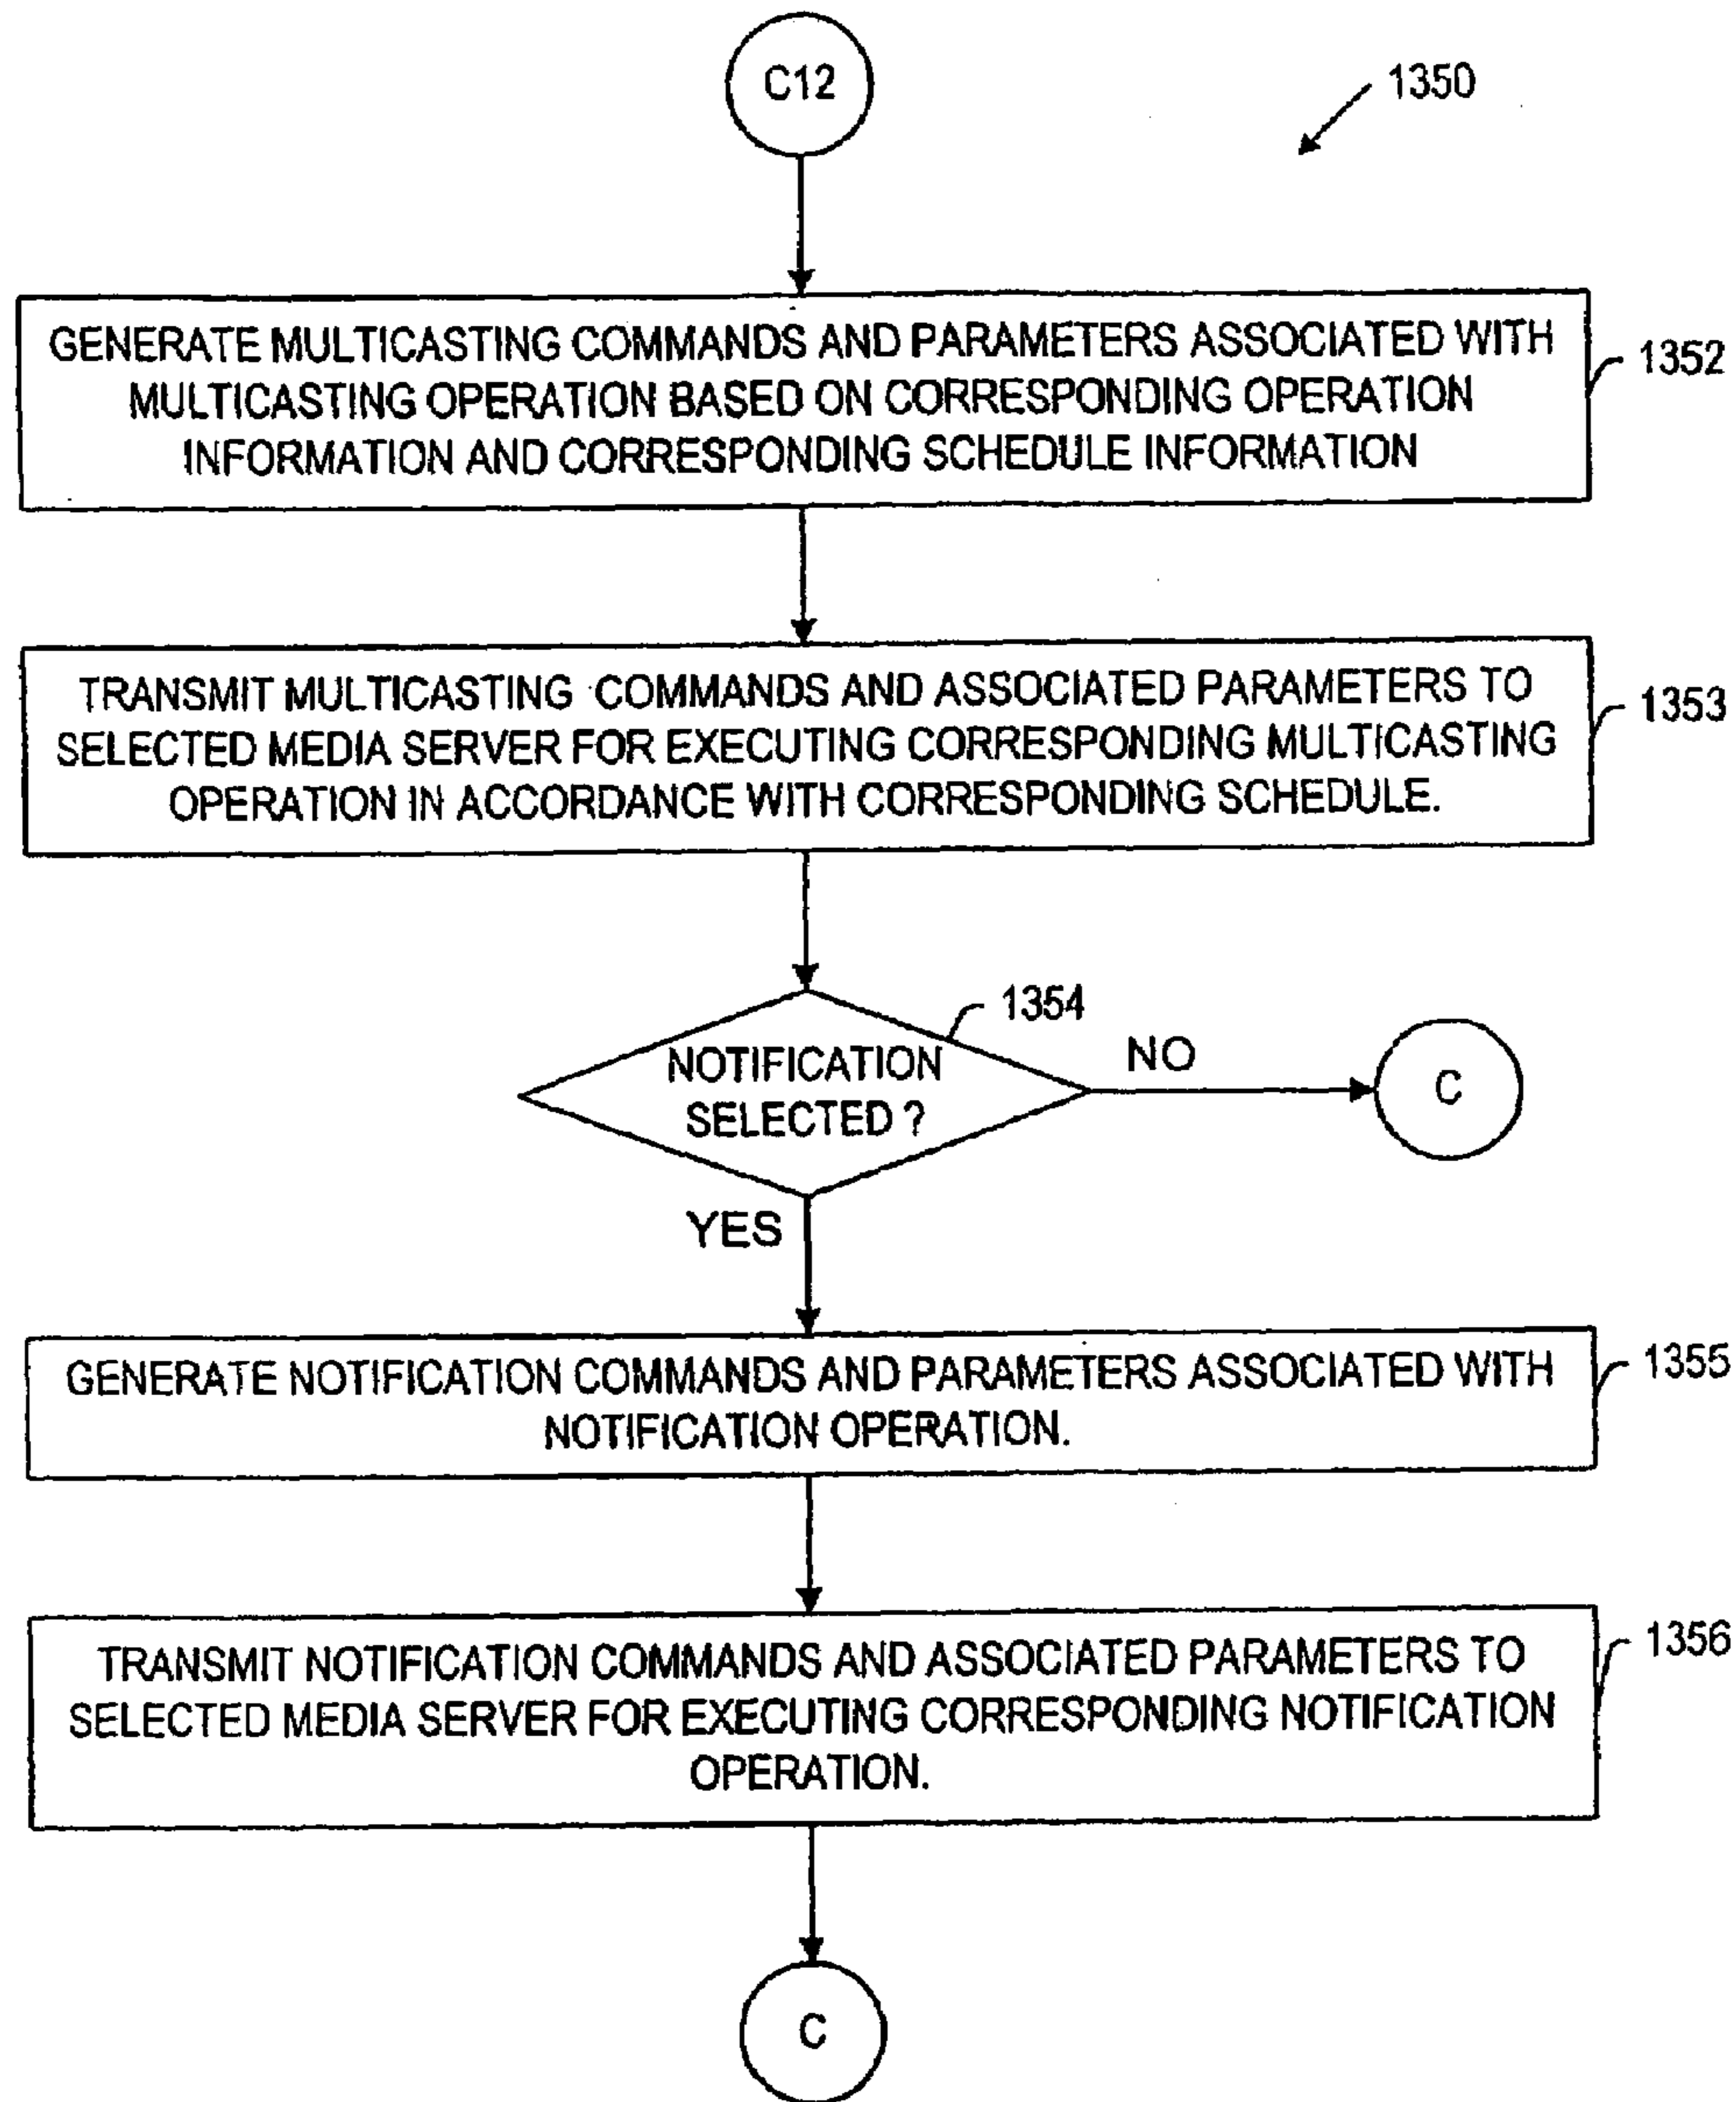 C12
1350
GENERATE MULTICASTING COMMANDS AND PARAMETERS ASSOCIATED WITH
MULTICASTING OPERATION BASED ON CORRESPONDING OPERATION
INFORMATION AND CORRESPONDING SCHEDULE INFORMATION
1352
TRANSMIT MULTICASTING COMMANDS AND ASSOCIATED PARAMETERS TO
SELECTED MEDIA SERVER FOR EXECUTING CORRESPONDING MULTICASTING
OPERATION IN ACCORDANCE WITH CORRESPONDING SCHEDULE.
1353
1354
NOTIFICATION
SELECTED ?
NO
C
YES
GENERATE NOTIFICATION COMMANDS AND PARAMETERS ASSOCIATED WITH
NOTIFICATION OPERATION.
1355
TRANSMIT NOTIFICATION COMMANDS AND ASSOCIATED PARAMETERS TO
SELECTED MEDIA SERVER FOR EXECUTING CORRESPONDING NOTIFICATION
OPERATION.
1356
C